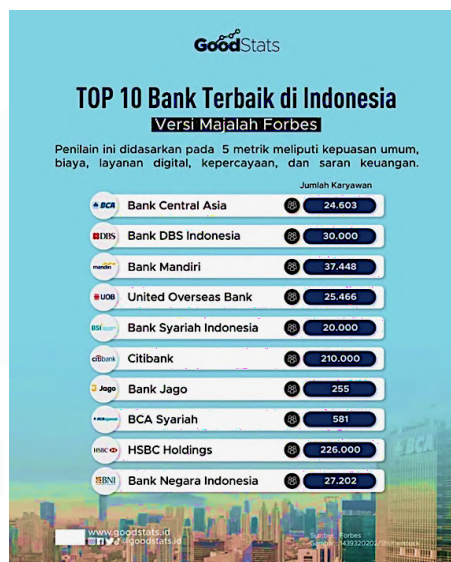 GoodStats
TOP 10 Bank Terbaik di Indonesia
Versi Majalah Forbes
Penilain ini didasarkan pada 5 metrik meliputi kepuasan umum,
biaya, layanan digital, kepercayaan, dan saran keuangan.
Jumlah Karyawan
BCA Bank Central Asia 24.603
DBS Bank DBS Indonesia 30.000
mandiri Bank Mandiri 37.448
UOB United Overseas Bank 25.466
BSI Bank Syariah Indonesia 20.000
citibank Citibank 210.000
Jago Bank Jago 255
BCA Syariah 581
HSBC HSBC Holdings 226.000
BNI Bank Negara Indonesia 27.202
BCA
www.goodstats.id
@goodstats.id
Sumber: Forbes
Gambar: 1439320202/Shutterstock